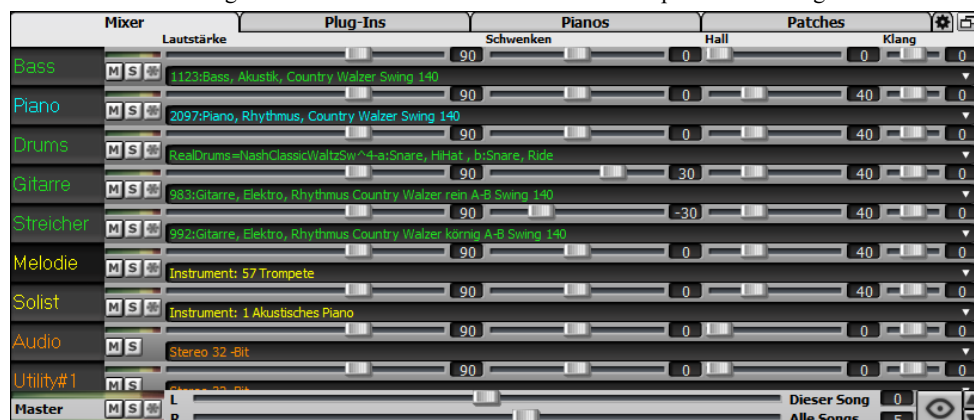 Mixer Plug-Ins Pianos Patches
Lautstärke Schwenken Hall Klang
Bass M S 90 0 0 0
1123:Bass, Akustik, Country Walzer Swing 140
Piano M S 90 0 40 0
2097:Piano, Rhythmus, Country Walzer Swing 140
Drums M S 90 0 40 0
RealDrums=NashClassicWaltzSw^4-a:Snare, HiHat , b:Snare, Ride
Gitarre M S 90 30 40 0
983:Gitarre, Elektro, Rhythmus Country Walzer rein A-B Swing 140
Streicher M S 90 -30 40 0
992:Gitarre, Elektro, Rhythmus Country Walzer körnig A-B Swing 140
Melodie M S 90 0 40 0
Instrument: 57 Trompete
Solist M S 90 0 40 0
Instrument: 1 Akustisches Piano
Audio M S 90 0 0 0
Stereo 32 -Bit
Utility#1 M S 90 0 0 0
Stereo 32 -Bit
Master M S L Dieser Song 0
R Alle Songs 5